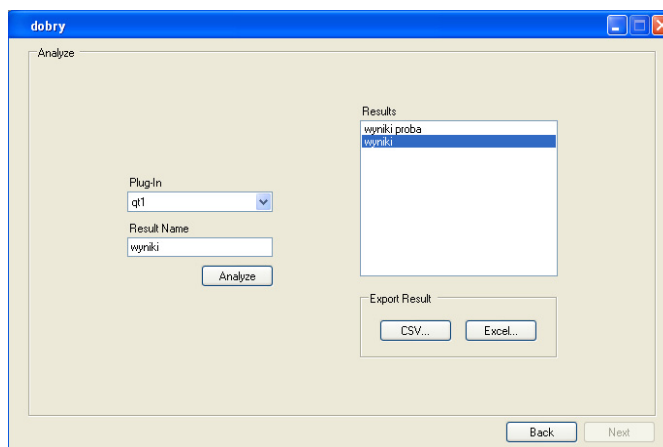 dobry
Analyze
Results
wyniki proba
wyniki
Plug-In
qt1
Result Name
wyniki
Analyze
Export Result
CSV...
Excel...
Back
Next